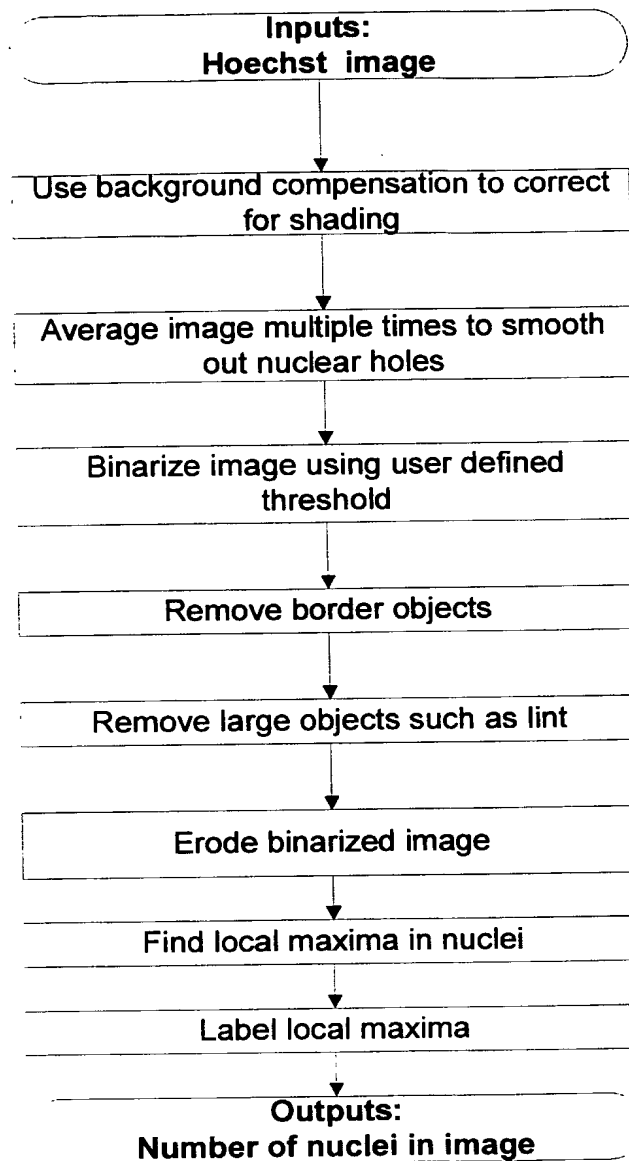 Inputs:
Hoechst image
Use background compensation to correct
for shading
Average image multiple times to smooth
out nuclear holes
Binarize image using user defined
threshold
Remove border objects
Remove large objects such as lint
Erode binarized image
Find local maxima in nuclei
Label local maxima
Outputs:
Number of nuclei in image